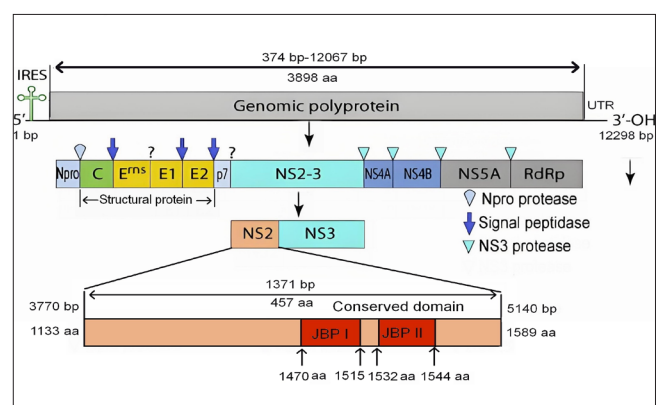 374 bp-12067 bp
3898 aa
IRES
Genomic polyprotein
UTR
5’ 3’-OH
1 bp 12298 bp
? ?
Npro C Erns E1 E2 p7 NS2-3 NS4A NS4B NS5A RdRp
Structural protein
Npro protease
Signal peptidase
NS3 protease
NS2 NS3
1371 bp
457 aa
Conserved domain
3770 bp 5140 bp
1133 aa 1589 aa
JBP I JBP II
1470 aa 1515 1532 aa 1544 aa